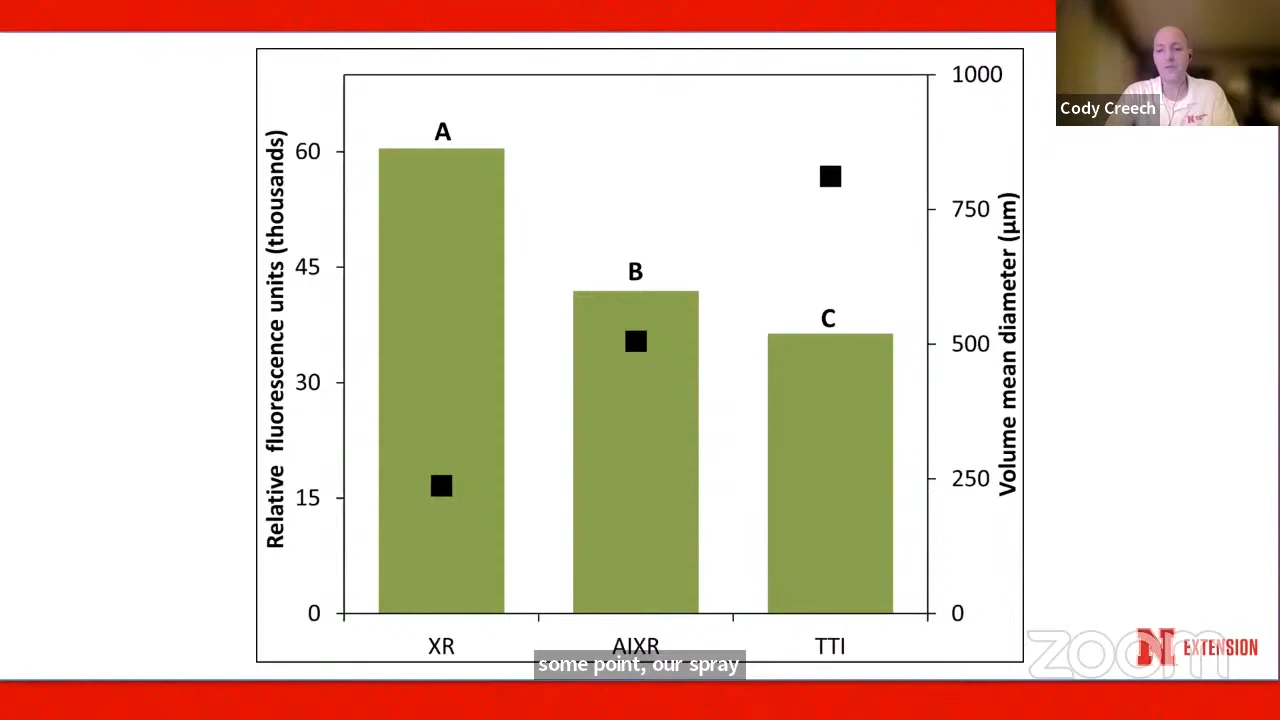 Cody Creech
A
B
C
Relative fluorescence units (thousands)
60
45
30
15
0
1000
750
500
250
0
Volume mean diameter (µm)
XR
AIXR
TTI
some point, our spray
zoom
N EXTENSION